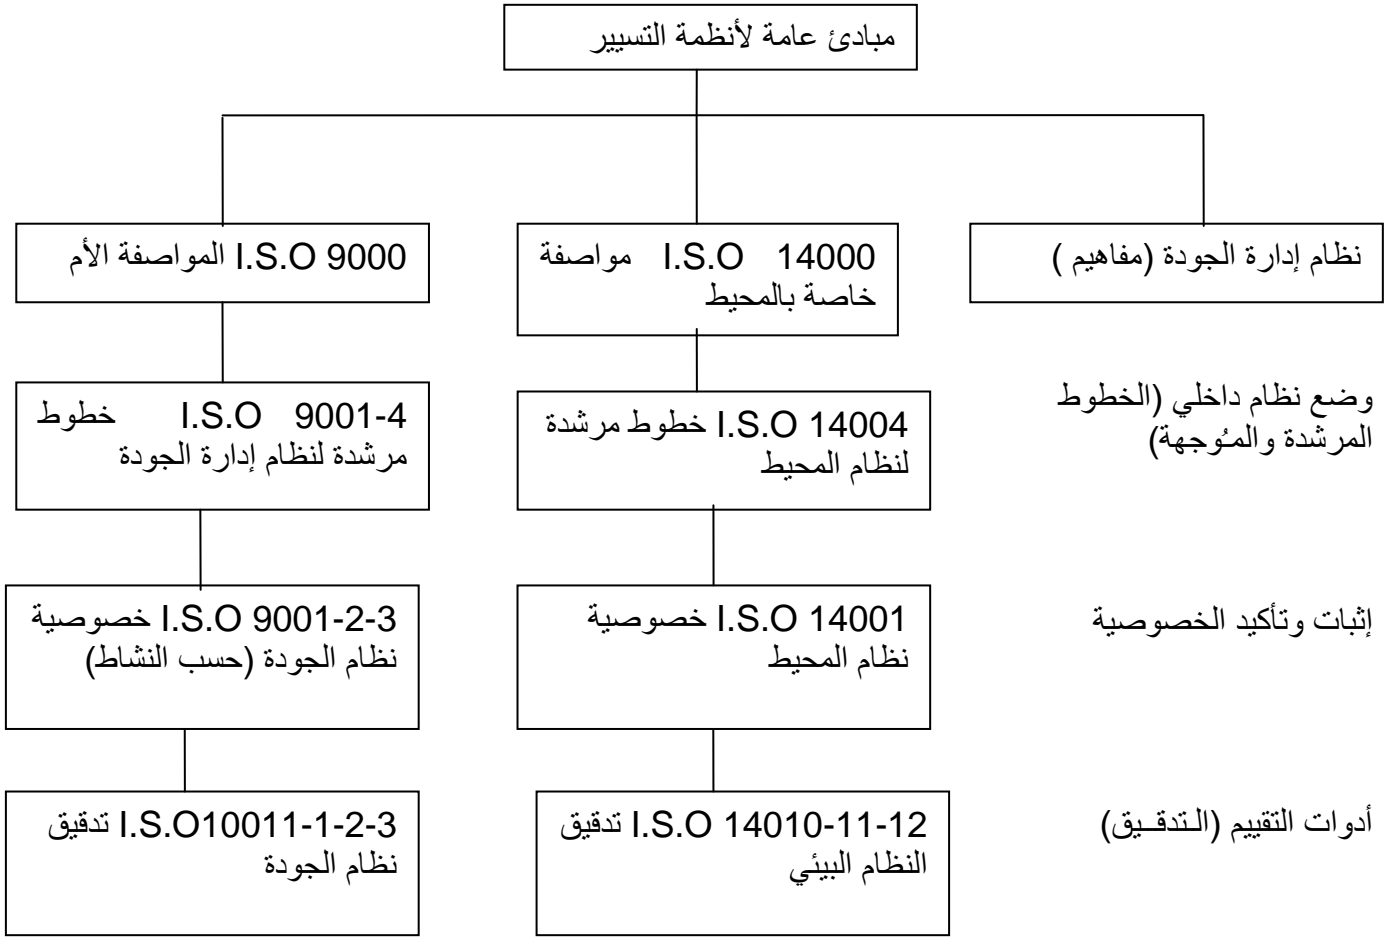 مبادئ عامة لأنظمة التسيير
نظام إدارة الجودة (مفاهيم )
I.S.O 14000 مواصفة
خاصة بالمحيط
I.S.O 9000 المواصفة الأم
وضع نظام داخلي (الخطوط
المرشدة والمُوجهة)
I.S.O 14004 خطوط مرشدة
لنظام المحيط
I.S.O 9001-4 خطوط
مرشدة لنظام إدارة الجودة
إثبات وتأكيد الخصوصية
I.S.O 14001 خصوصية
نظام المحيط
I.S.O 9001-2-3 خصوصية
نظام الجودة (حسب النشاط)
أدوات التقييم (الـتدقــيق)
I.S.O 14010-11-12 تدقيق
النظام البيئي
I.S.O10011-1-2-3 تدقيق
نظام الجودة